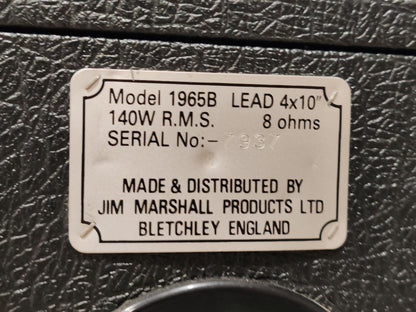 Model 1965B LEAD 4x10"
140W R.M.S. 8 ohms
SERIAL No:-
MADE & DISTRIBUTED BY
JIM MARSHALL PRODUCTS LTD
BLETCHLEY ENGLAND